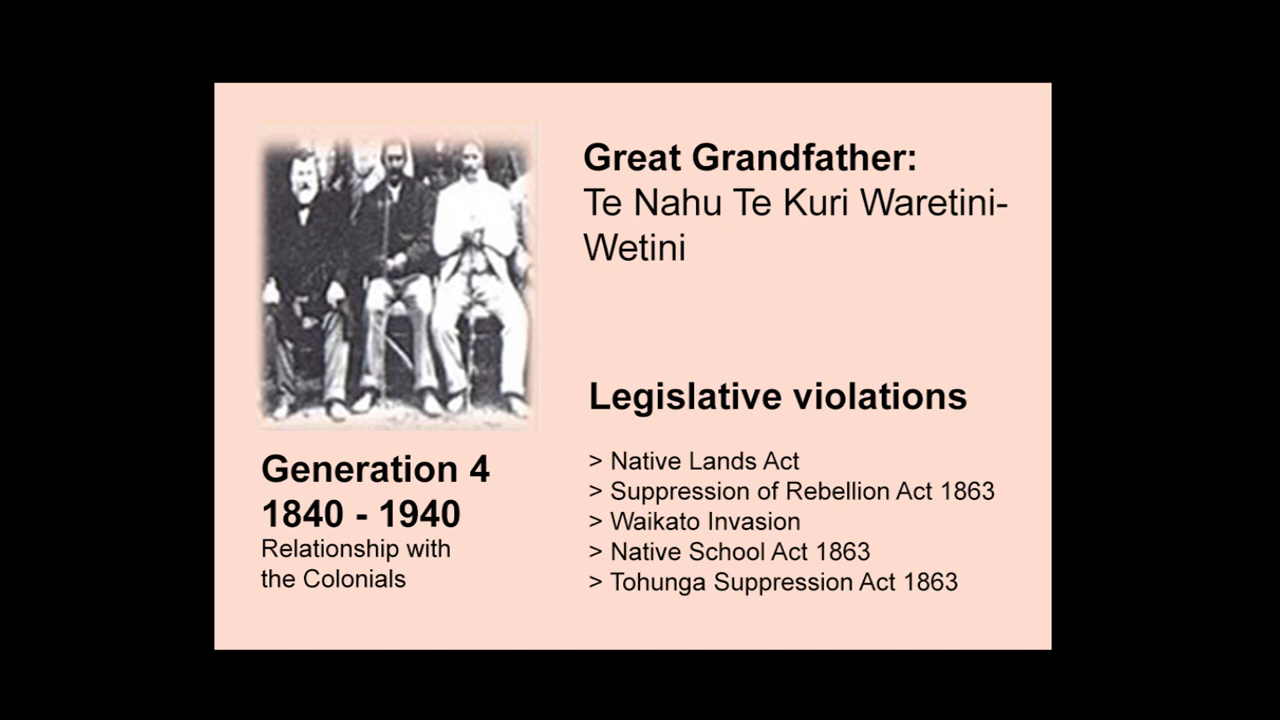 Great Grandfather:
Te Nahu Te Kuri Waretini-
Wetini
Legislative violations
> Native Lands Act
> Suppression of Rebellion Act 1863
> Waikato Invasion
> Native School Act 1863
> Tohunga Suppression Act 1863
Generation 4
1840 - 1940
Relationship with
the Colonials